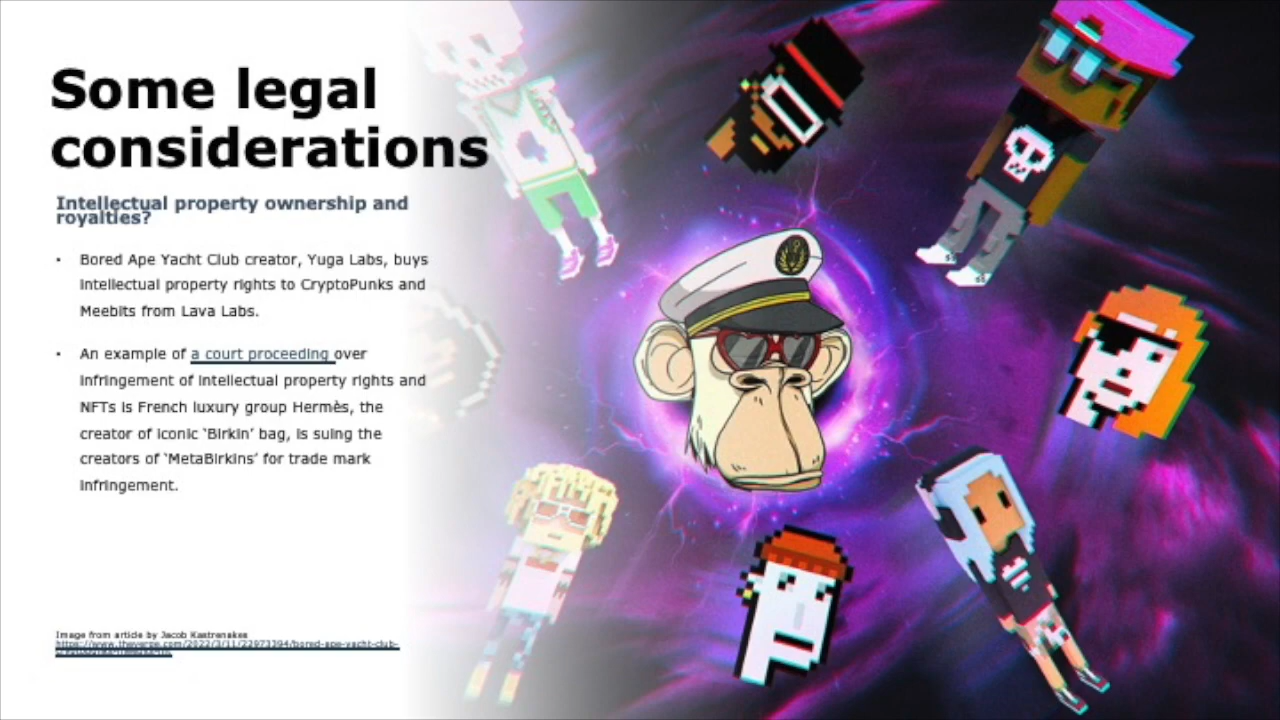 Some legal
considerations
Intellectual property ownership and
royalties?
• Bored Ape Yacht Club creator, Yuga Labs, buys
intellectual property rights to CryptoPunks and
Meebits from Lava Labs.
• An example of a court proceeding over
infringement of intellectual property rights and
NFTs is French luxury group Hermès, the
creator of iconic ‘Birkin’ bag, is suing the
creators of ‘MetaBirkins’ for trade mark
infringement.
Image from article by Jacob Kastrenakes